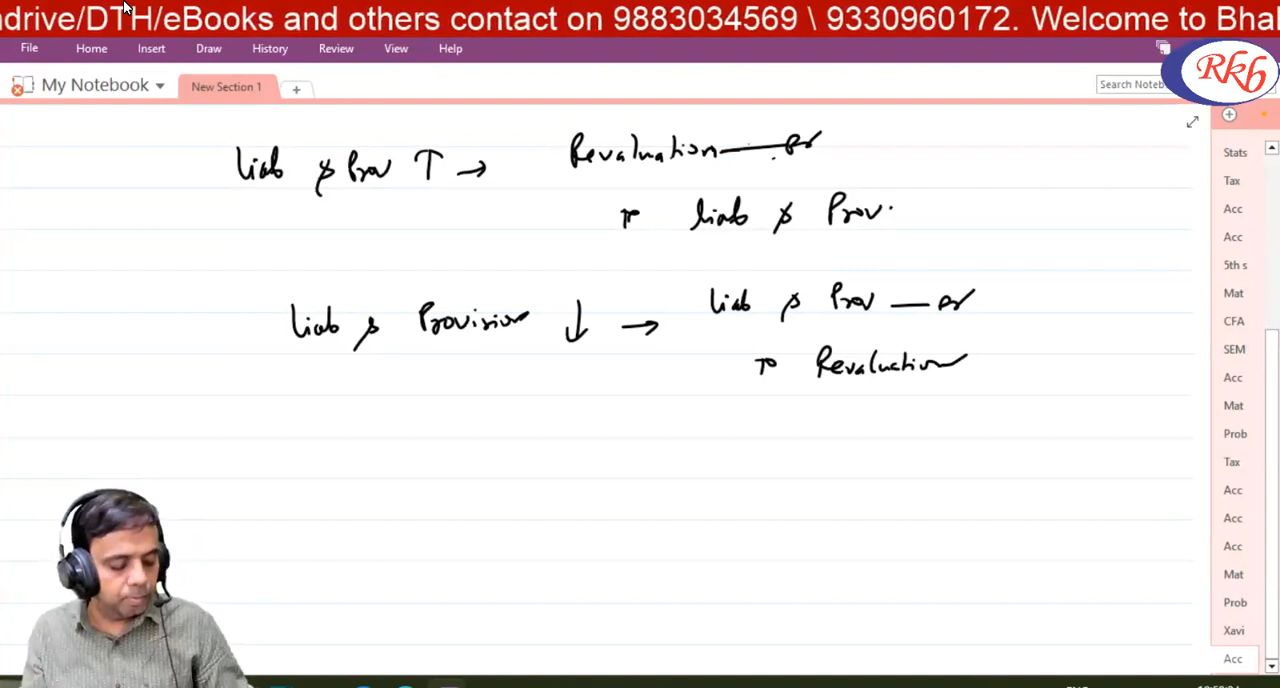 drive/DTH/eBooks and others contact on 9883034569 \ 9330960172. Welcome to Bhal
File Home Insert Draw History Review View Help
My Notebook New Section 1 +
Search Noteb
Rkb
Liab & Prov ↑ → Revaluation — Dr
To Liab & Prov.
Liab & Provision ↓ → Liab & Prov — Dr
To Revaluation
Stats
Tax
Acc
Acc
5th s
Mat
CFA
SEM
Acc
Mat
Prob
Tax
Acc
Acc
Acc
Mat
Prob
Xavi
Acc